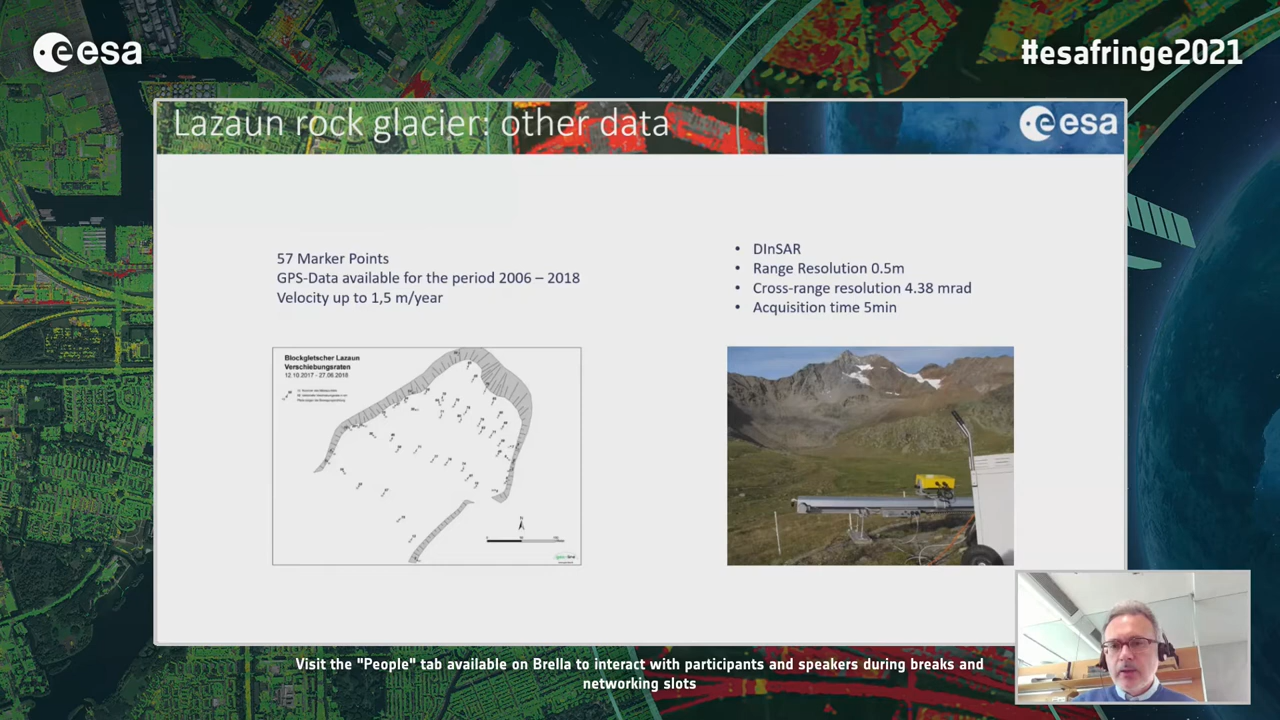 esa
#esafringe2021
Lazaun rock glacier: other data
esa
57 Marker Points
GPS-Data available for the period 2006 – 2018
Velocity up to 1,5 m/year
• DInSAR
• Range Resolution 0.5m
• Cross-range resolution 4.38 mrad
• Acquisition time 5min
Blockgletscher Lazaun
Verschiebungsraten
12.10.2017 - 27.06.2018
Visit the "People" tab available on Brella to interact with participants and speakers during breaks and
networking slots